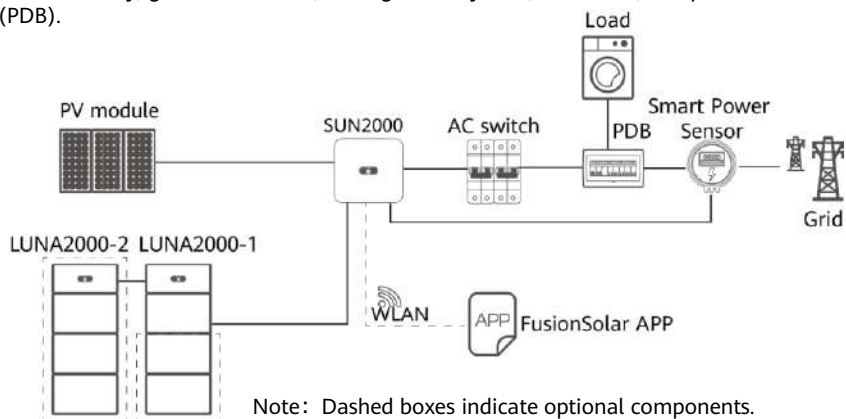 (PDB).
Load
PV module
SUN2000
AC switch
PDB
Smart Power
Sensor
Grid
LUNA2000-2 LUNA2000-1
WLAN
APP
FusionSolar APP
Note: Dashed boxes indicate optional components.